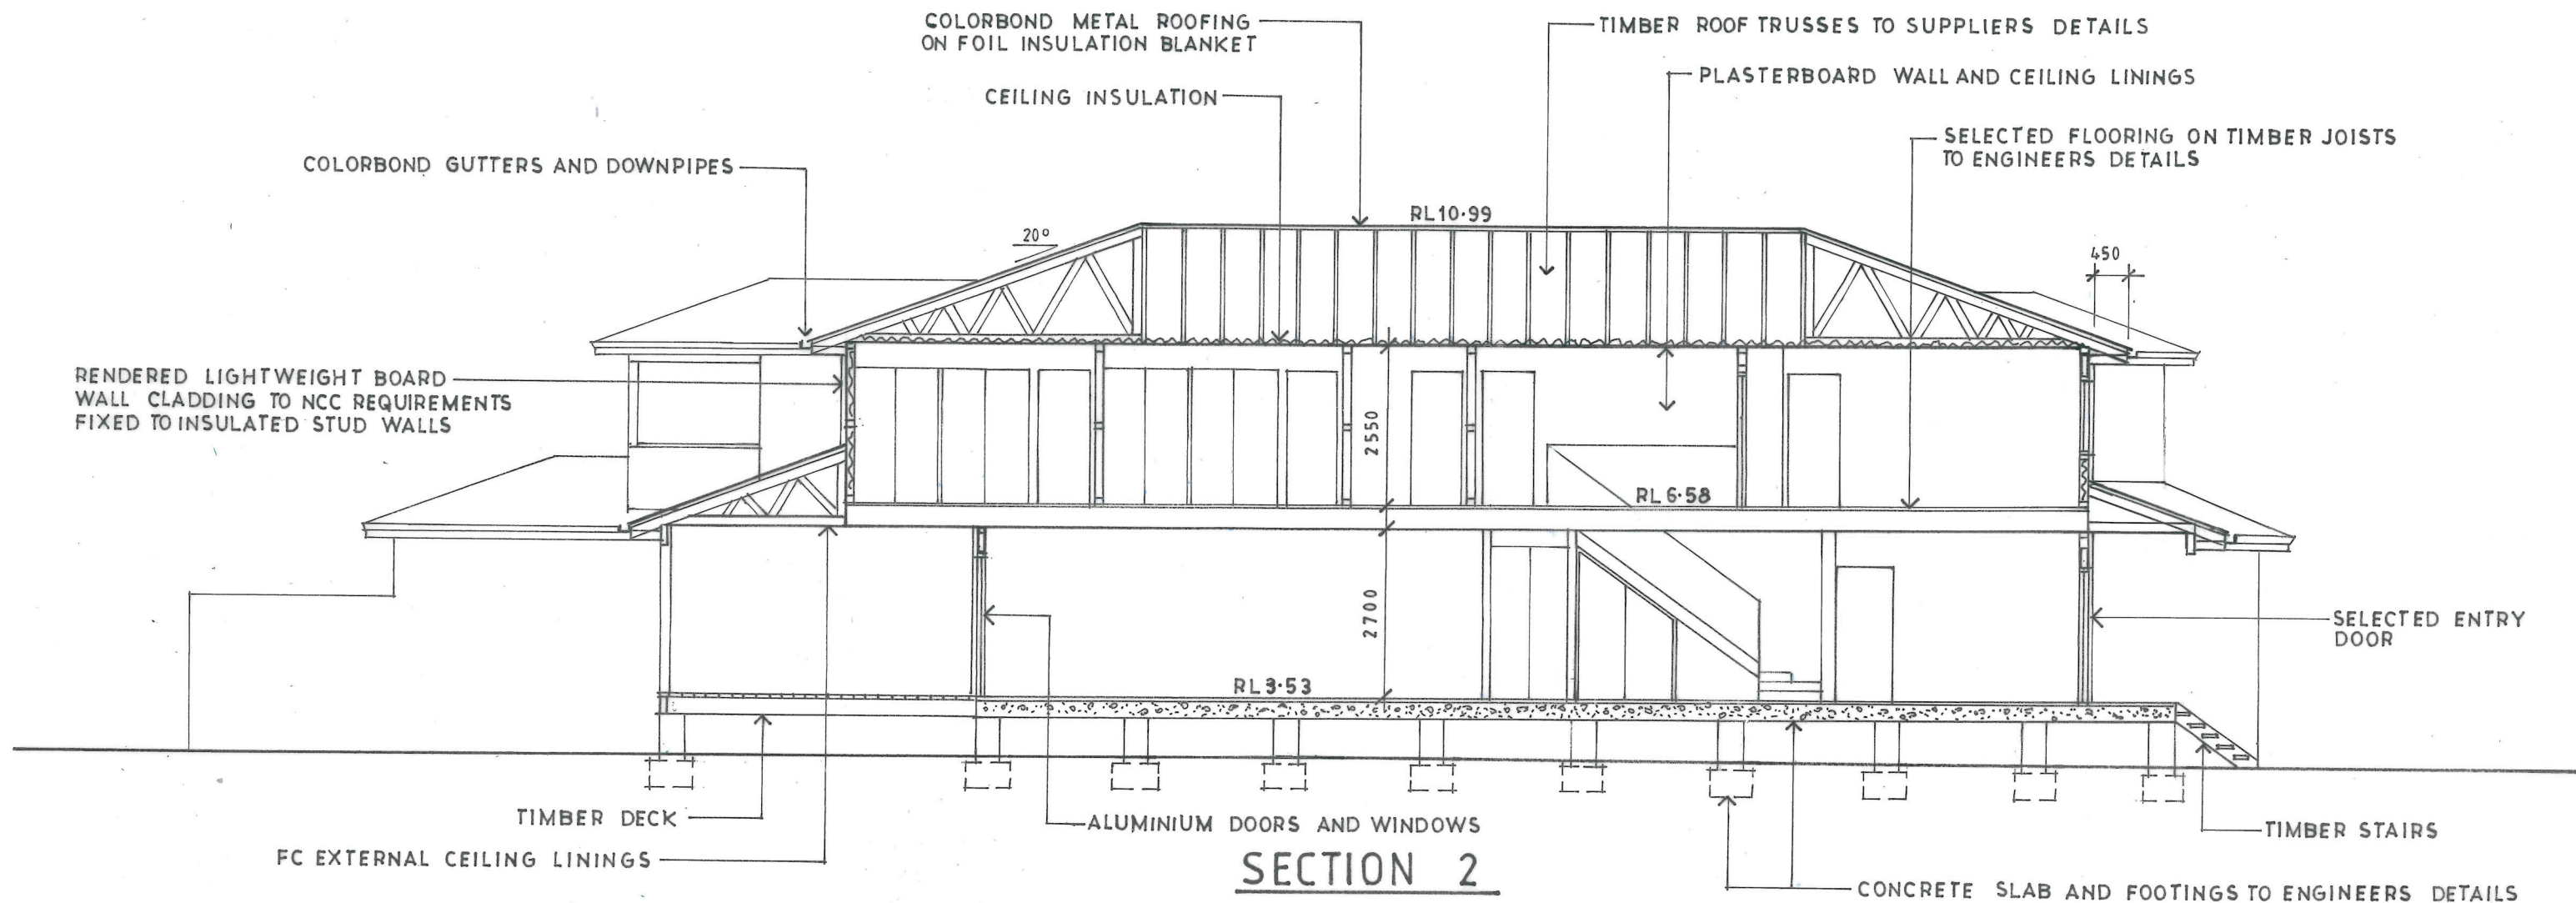 COLORBOND METAL ROOFING
ON FOIL INSULATION BLANKET
TIMBER ROOF TRUSSES TO SUPPLIERS DETAILS
PLASTERBOARD WALL AND CEILING LININGS
CEILING INSULATION
SELECTED FLOORING ON TIMBER JOISTS
TO ENGINEERS DETAILS
COLORBOND GUTTERS AND DOWNPIPES
RL10·99
20°
450
RENDERED LIGHTWEIGHT BOARD
WALL CLADDING TO NCC REQUIREMENTS
FIXED TO INSULATED STUD WALLS
2550
RL6·58
2700
SELECTED ENTRY
DOOR
RL3·53
TIMBER DECK
ALUMINIUM DOORS AND WINDOWS
TIMBER STAIRS
FC EXTERNAL CEILING LININGS
SECTION 2
CONCRETE SLAB AND FOOTINGS TO ENGINEERS DETAILS